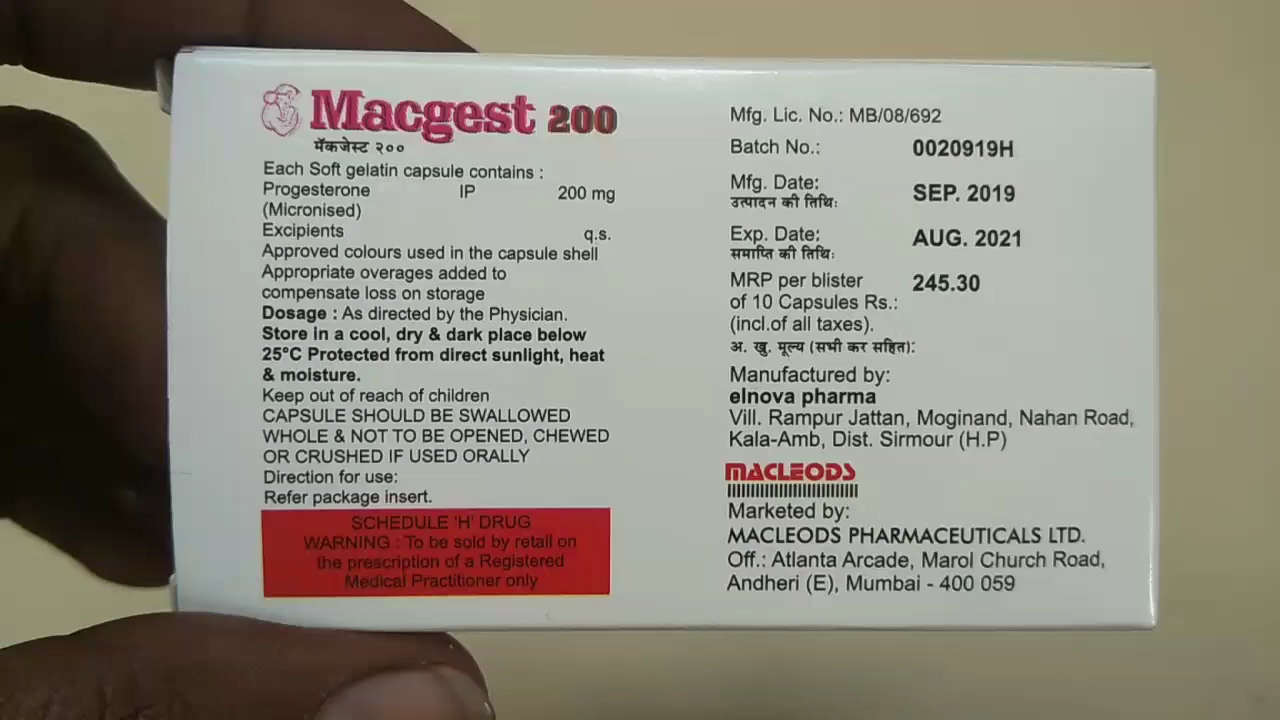 Macgest 200
मॅकजेस्ट २००
Each Soft gelatin capsule contains :
Progesterone IP 200 mg
(Micronised)
Excipients q.s.
Approved colours used in the capsule shell
Appropriate overages added to
compensate loss on storage
Dosage : As directed by the Physician.
Store in a cool, dry & dark place below
25°C Protected from direct sunlight, heat
& moisture.
Keep out of reach of children
CAPSULE SHOULD BE SWALLOWED
WHOLE & NOT TO BE OPENED, CHEWED
OR CRUSHED IF USED ORALLY
Direction for use:
Refer package insert.
SCHEDULE 'H' DRUG
WARNING : To be sold by retail on
the prescription of a Registered
Medical Practitioner only
Mfg. Lic. No.: MB/08/692
Batch No.: 0020919H
Mfg. Date: SEP. 2019
उत्पादन की तिथि:
Exp. Date: AUG. 2021
समाप्ति की तिथि:
MRP per blister 245.30
of 10 Capsules Rs.:
(incl.of all taxes).
अ. खु. मूल्य (सभी कर सहित):
Manufactured by:
elnova pharma
Vill. Rampur Jattan, Moginand, Nahan Road,
Kala-Amb, Dist. Sirmour (H.P)
MACLEODS
Marketed by:
MACLEODS PHARMACEUTICALS LTD.
Off.: Atlanta Arcade, Marol Church Road,
Andheri (E), Mumbai - 400 059